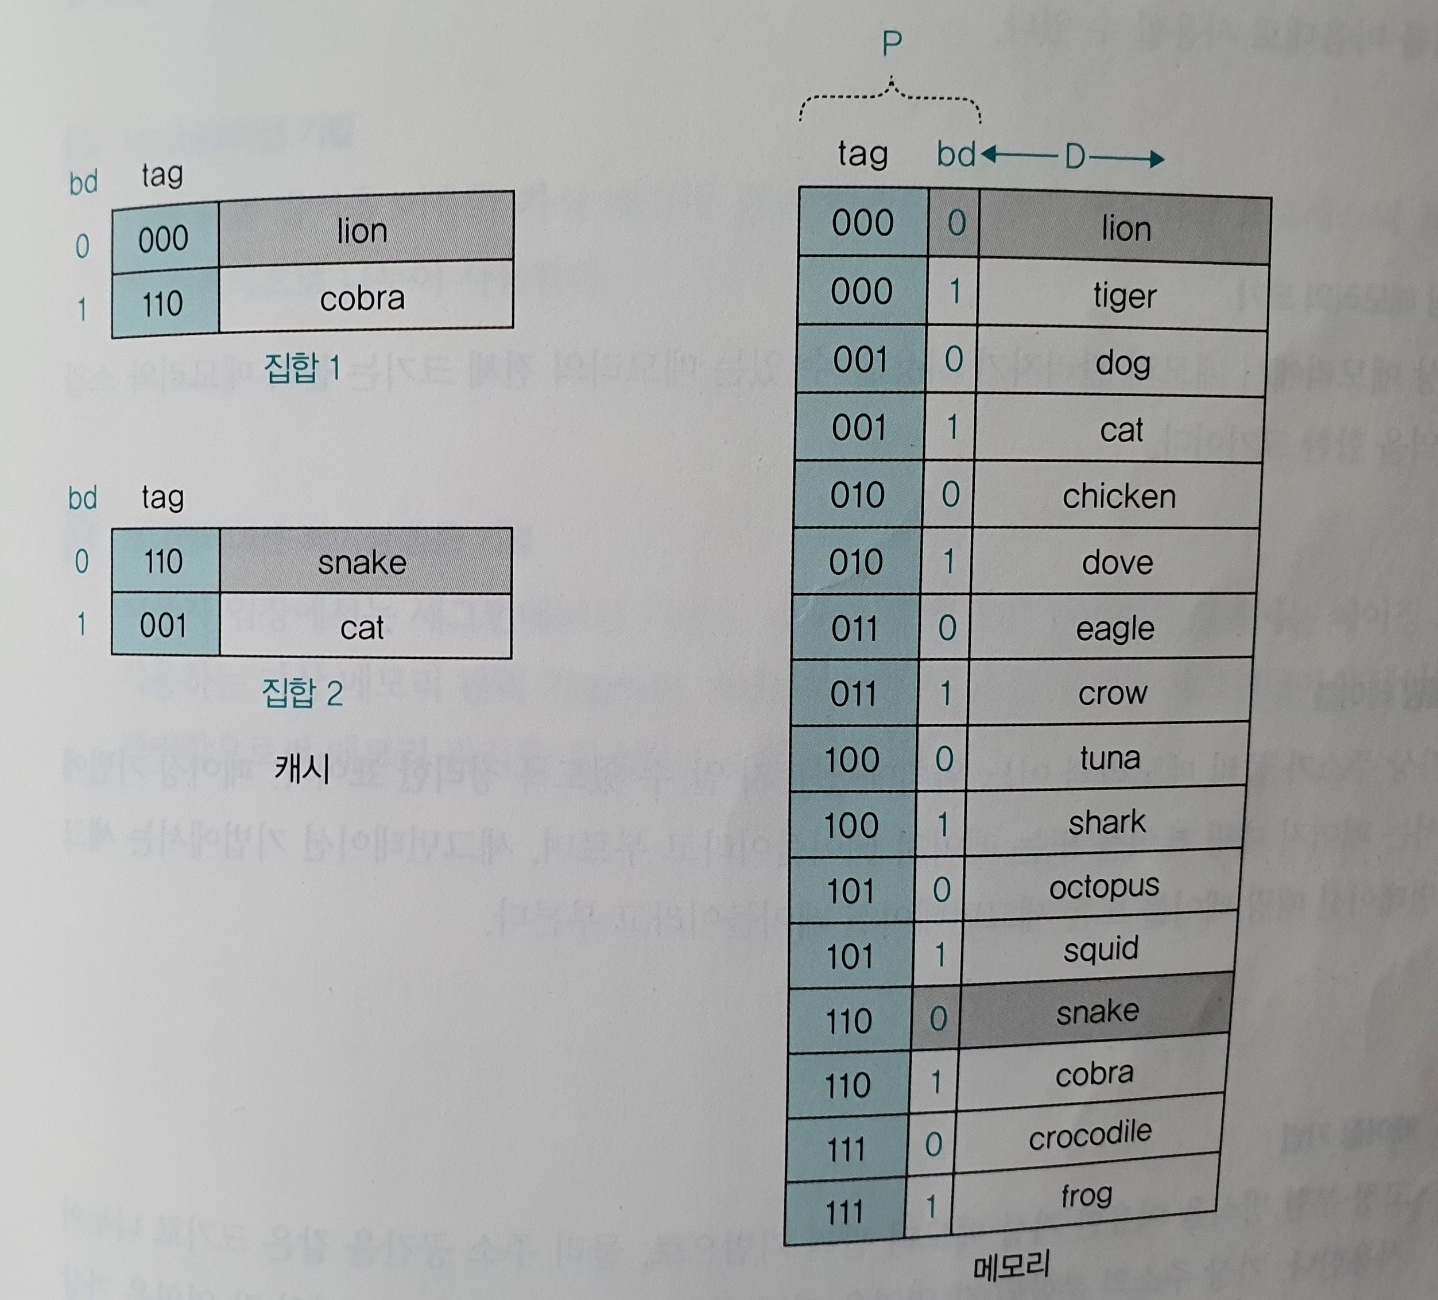 bd tag
0 000 lion
1 110 cobra
집합 1
bd tag
0 110 snake
1 001 cat
집합 2
캐시
P
tag bd D
000 0 lion
000 1 tiger
001 0 dog
001 1 cat
010 0 chicken
010 1 dove
011 0 eagle
011 1 crow
100 0 tuna
100 1 shark
101 0 octopus
101 1 squid
110 0 snake
110 1 cobra
111 0 crocodile
111 1 frog
메모리